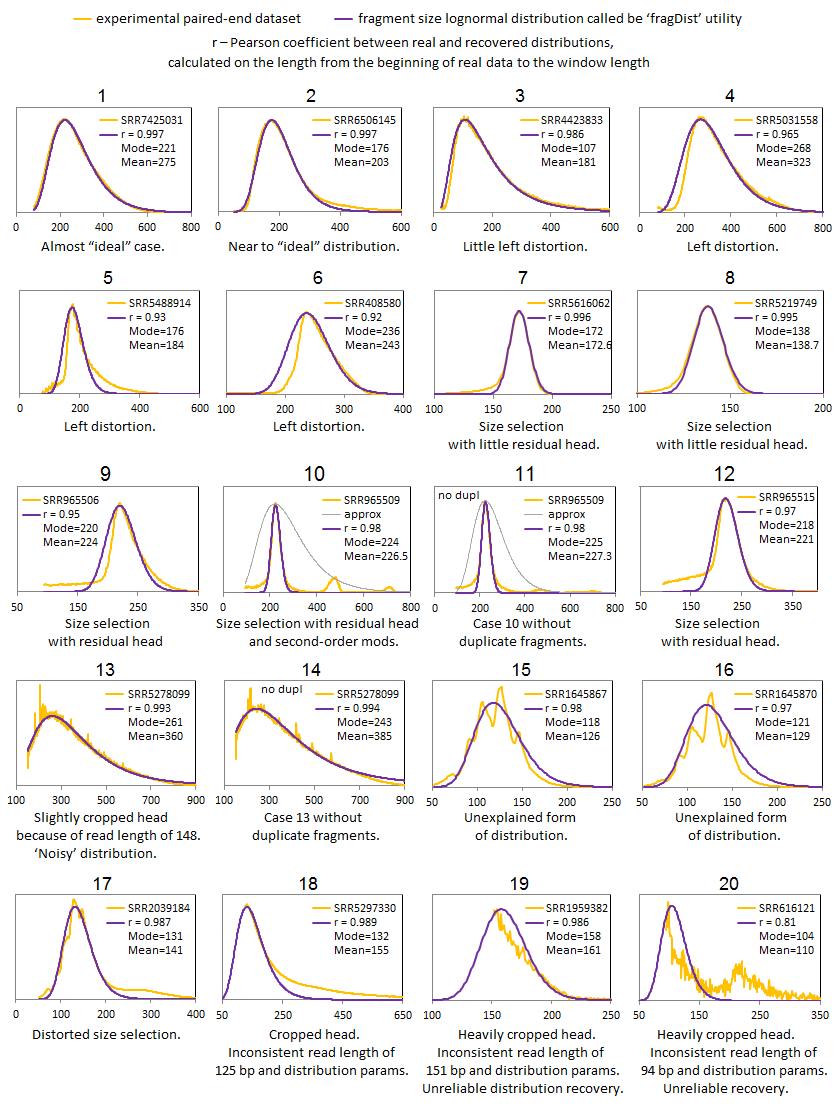 experimental paired-end dataset   fragment size lognormal distribution called be ‘fragDist’ utility
r – Pearson coefficient between real and recovered distributions,
calculated on the length from the beginning of real data to the window length
1
SRR7425031
r = 0.997
Mode=221
Mean=275
0 200 400 600 800
Almost “ideal” case.
2
SRR6506145
r = 0.997
Mode=176
Mean=203
0 200 400 600
Near to “ideal” distribution.
3
SRR4423833
r = 0.986
Mode=107
Mean=181
0 200 400 600
Little left distortion.
4
SRR5031558
r = 0.965
Mode=268
Mean=323
0 200 400 600 800
Left distortion.
5
SRR5488914
r = 0.93
Mode=176
Mean=184
0 200 400 600
Left distortion.
6
SRR408580
r = 0.92
Mode=236
Mean=243
100 200 300 400
Left distortion.
7
SRR5616062
r = 0.996
Mode=172
Mean=172.6
100 150 200 250
Size selection
with little residual head.
8
SRR5219749
r = 0.995
Mode=138
Mean=138.7
100 150 200
Size selection
with little residual head.
9
SRR965506
r = 0.95
Mode=220
Mean=224
50 150 250 350
Size selection
with residual head
10
SRR965509
approx
r = 0.98
Mode=224
Mean=226.5
0 200 400 600 800
Size selection with residual head
and second-order mods.
11
no dupl
SRR965509
approx
r = 0.98
Mode=225
Mean=227.3
0 200 400 600 800
Case 10 without
duplicate fragments.
12
SRR965515
r = 0.97
Mode=218
Mean=221
50 150 250 350
Size selection
with residual head.
13
SRR5278099
r = 0.993
Mode=261
Mean=360
100 300 500 700 900
Slightly cropped head
because of read length of 148.
‘Noisy’ distribution.
14
no dupl
SRR5278099
r = 0.994
Mode=243
Mean=385
100 300 500 700 900
Case 13 without
duplicate fragments.
15
SRR1645867
r = 0.98
Mode=118
Mean=126
50 100 150 200 250
Unexplained form
of distribution.
16
SRR1645870
r = 0.97
Mode=121
Mean=129
50 100 150 200 250
Unexplained form
of distribution.
17
SRR2039184
r = 0.987
Mode=131
Mean=141
0 100 200 300 400
Distorted size selection.
18
SRR5297330
r = 0.989
Mode=132
Mean=155
50 250 450 650
Cropped head.
Inconsistent read length of
125 bp and distribution params.
19
SRR1959382
r = 0.986
Mode=158
Mean=161
100 150 200 250
Heavily cropped head.
Inconsistent read length of
151 bp and distribution params.
Unreliable distribution recovery.
20
SRR616121
r = 0.81
Mode=104
Mean=110
50 150 250 350
Heavily cropped head.
Inconsistent read length of
94 bp and distribution params.
Unreliable recovery.